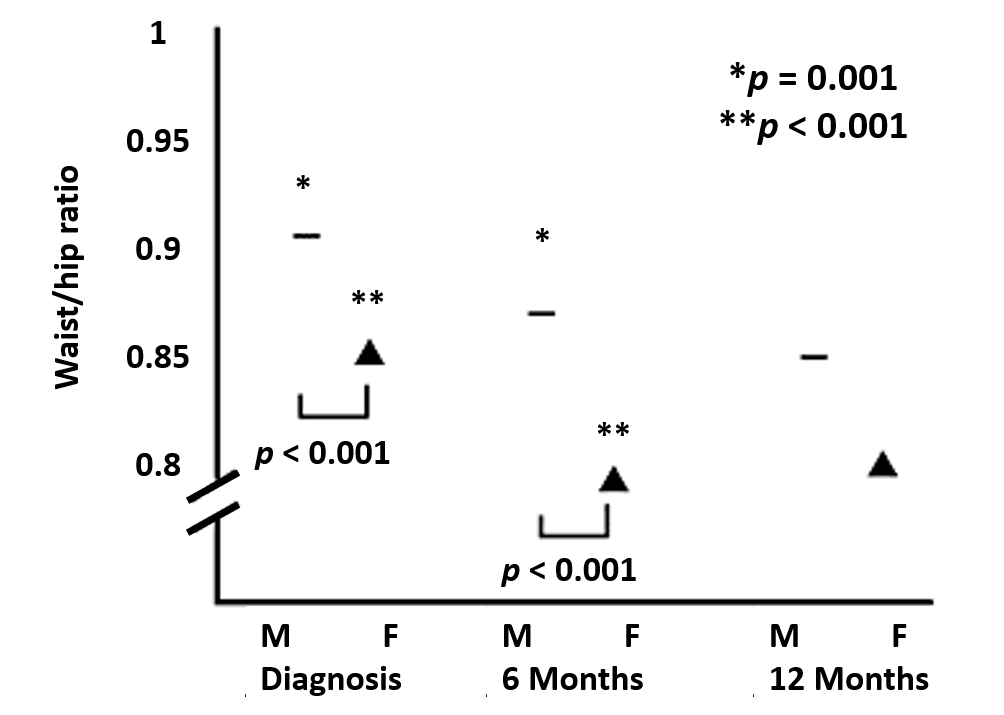 1
*p = 0.001
**p < 0.001
0.95
*
0.9
*
**
0.85
**
p < 0.001
0.8
p < 0.001
Waist/hip ratio
M F M F M F
Diagnosis 6 Months 12 Months